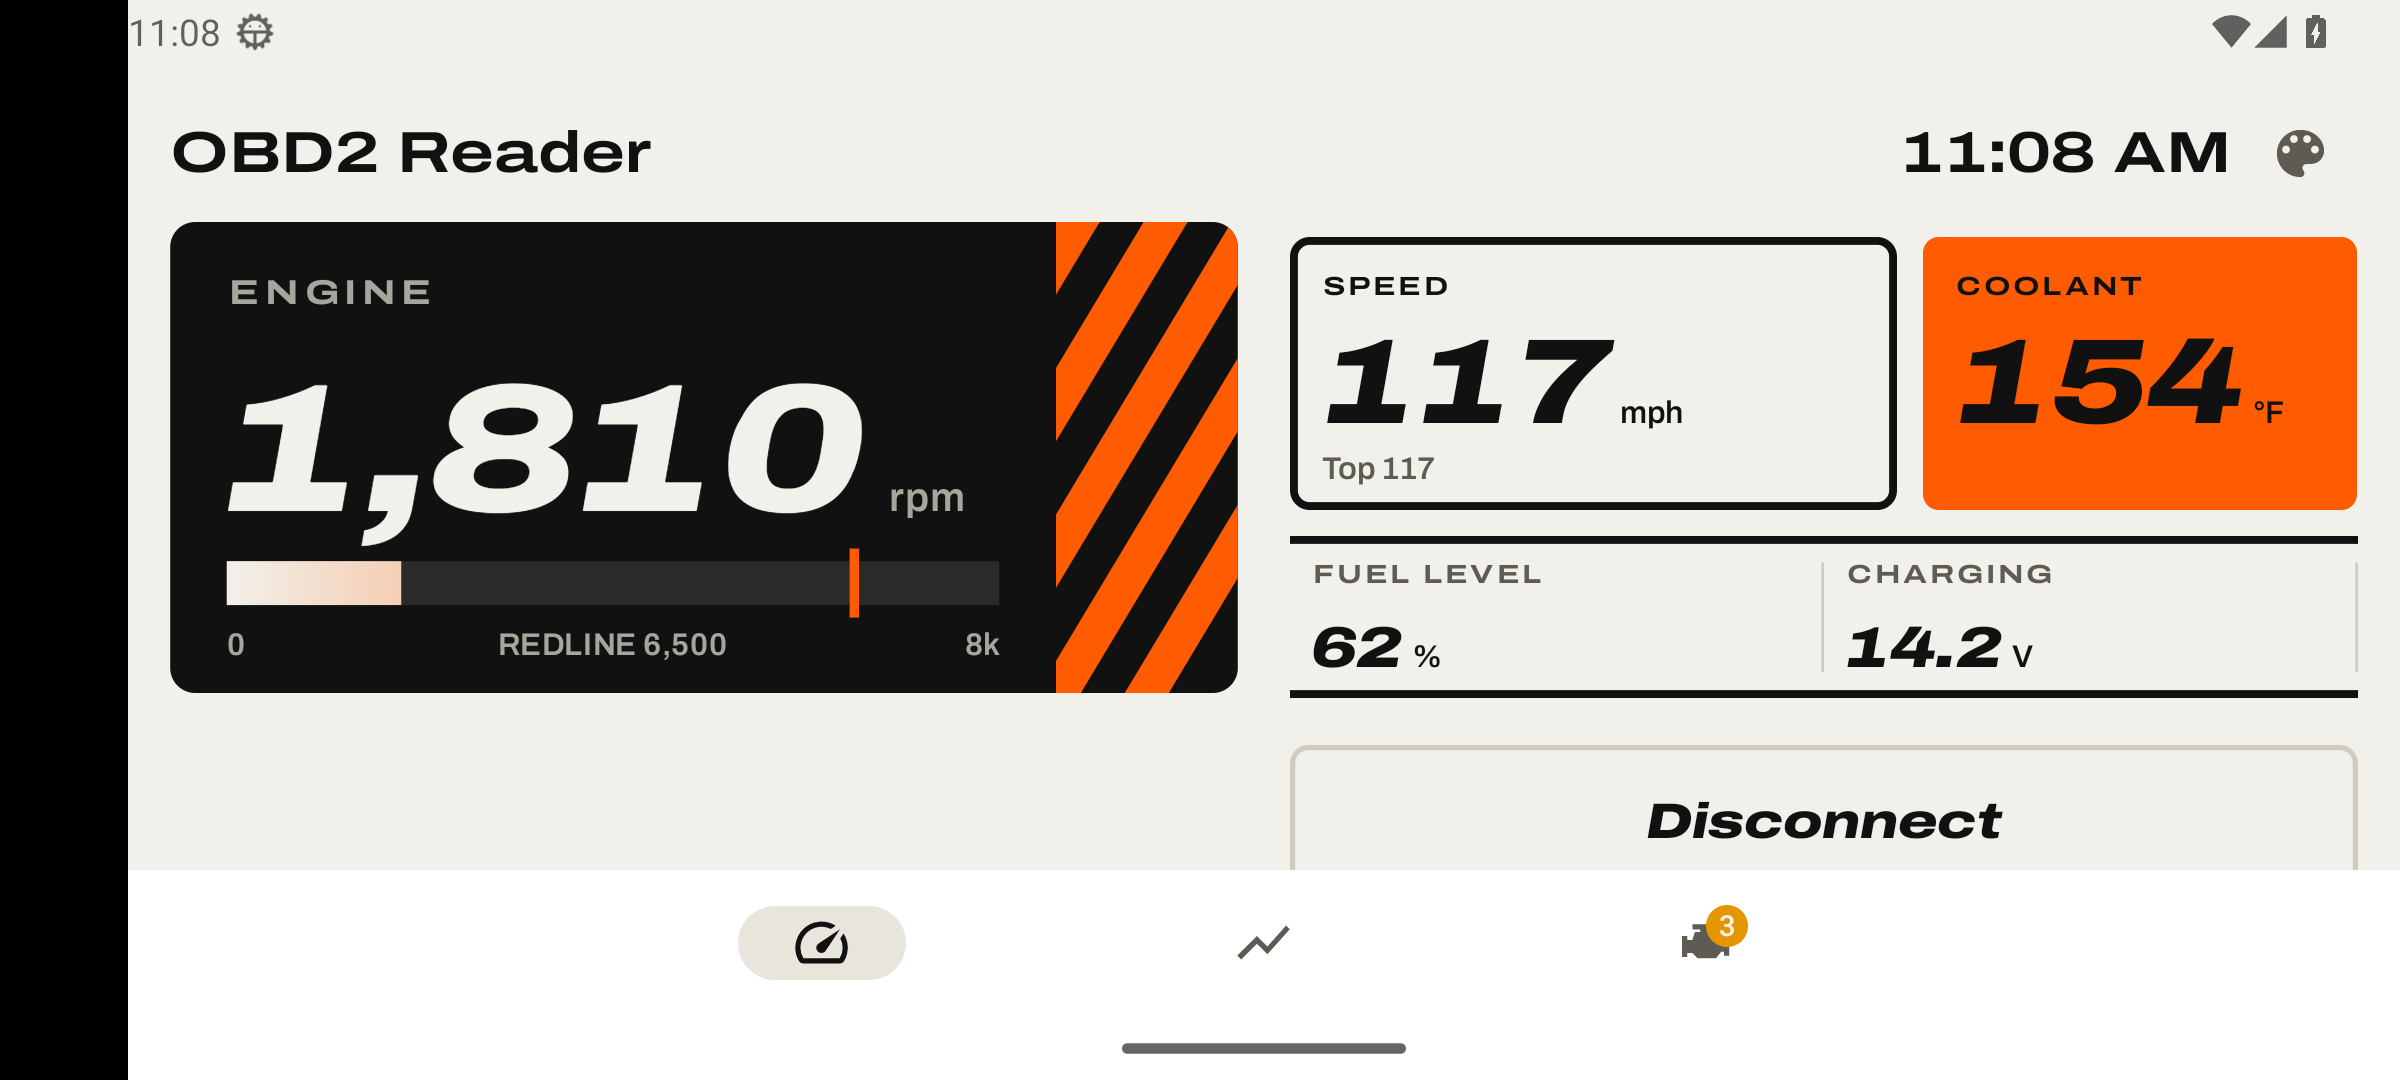 11:08
OBD2 Reader
11:08 AM
ENGINE
1,810 rpm
0 REDLINE 6,500 8k
SPEED
117 mph
Top 117
COOLANT
154 °F
FUEL LEVEL
62 %
CHARGING
14.2 V
Disconnect
3